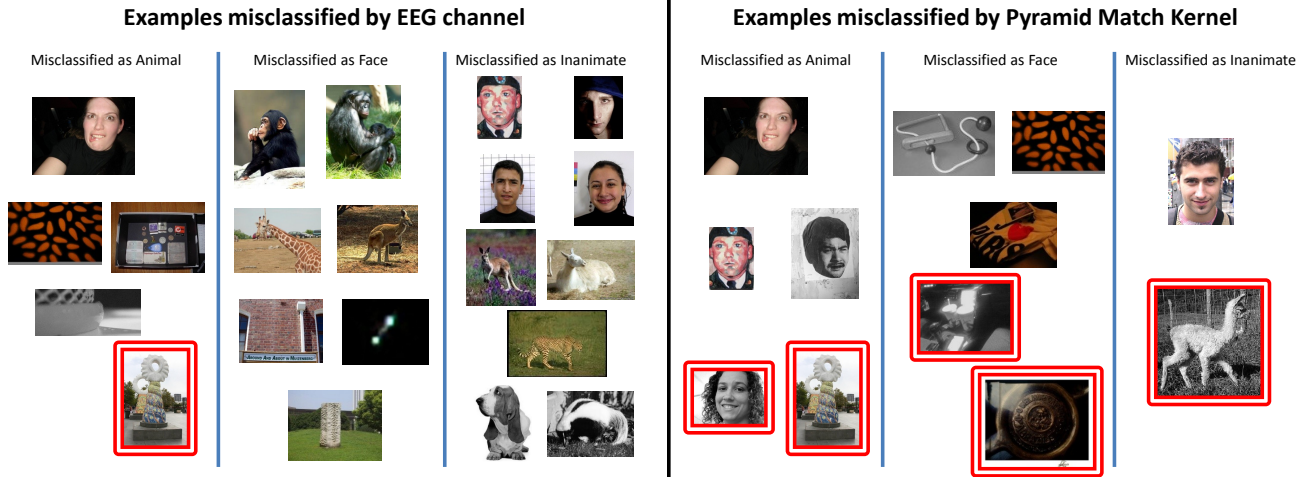 Examples misclassified by EEG channel
Examples misclassified by Pyramid Match Kernel
Misclassified as Animal
Misclassified as Face
Misclassified as Inanimate
Misclassified as Animal
Misclassified as Face
Misclassified as Inanimate
PARIS